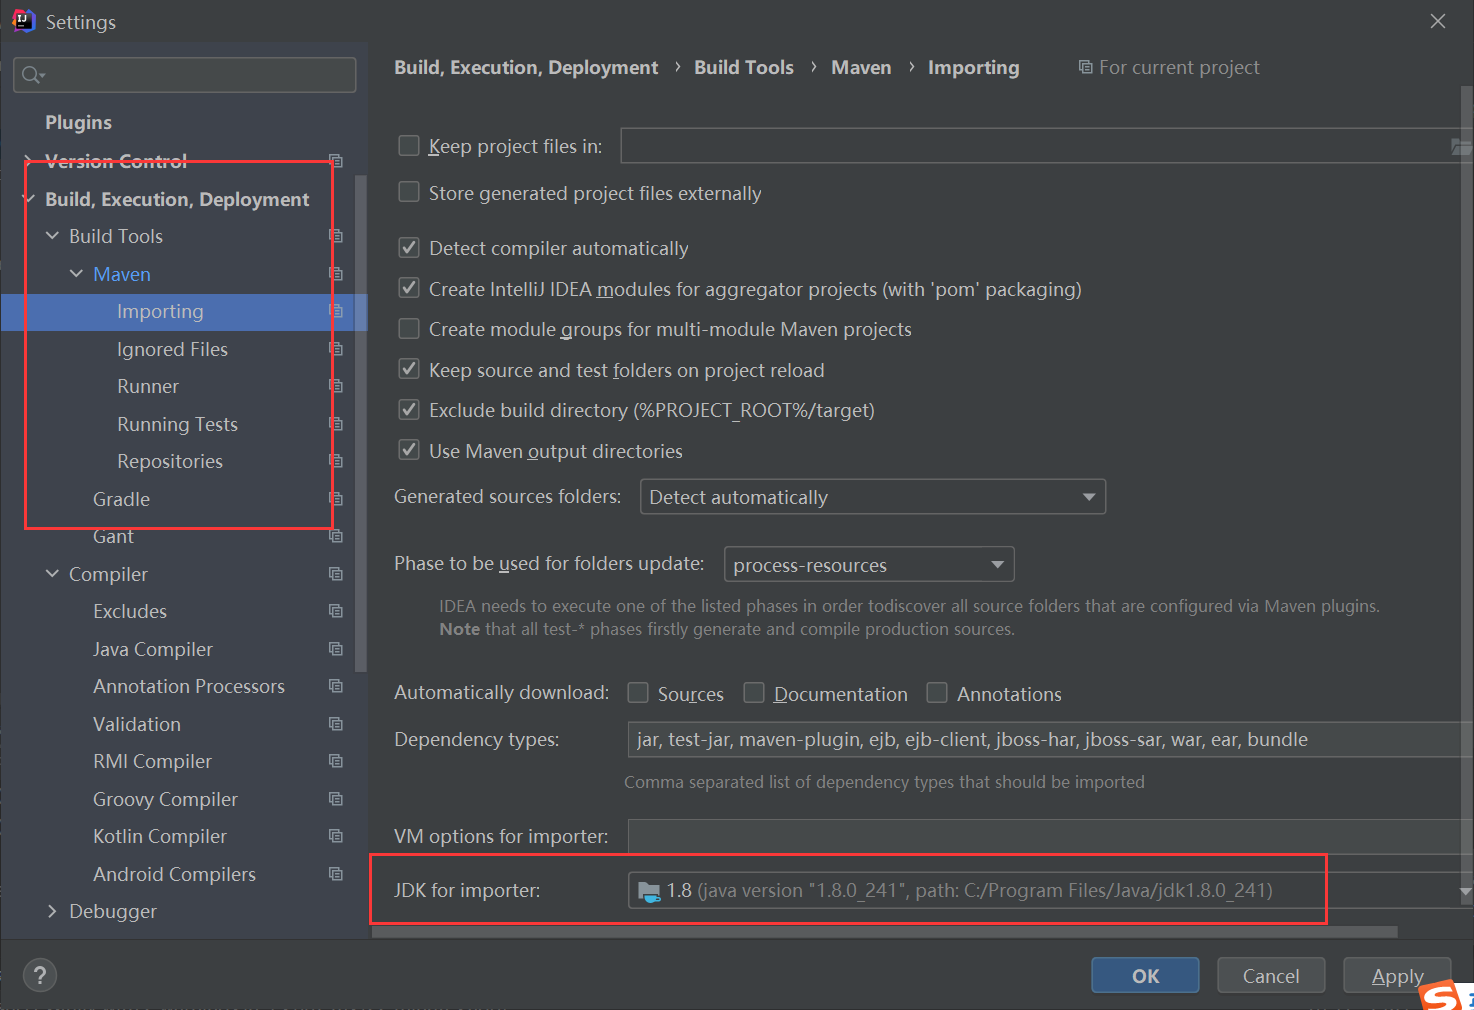 Settings
Plugins
Version Control
Build, Execution, Deployment
Build Tools
Maven
Importing
Ignored Files
Runner
Running Tests
Repositories
Gradle
Gant
Compiler
Excludes
Java Compiler
Annotation Processors
Validation
RMI Compiler
Groovy Compiler
Kotlin Compiler
Android Compilers
Debugger
Build, Execution, Deployment › Build Tools › Maven › Importing For current project
Keep project files in:
Store generated project files externally
Detect compiler automatically
Create IntelliJ IDEA modules for aggregator projects (with 'pom' packaging)
Create module groups for multi-module Maven projects
Keep source and test folders on project reload
Exclude build directory (%PROJECT_ROOT%/target)
Use Maven output directories
Generated sources folders: Detect automatically
Phase to be used for folders update: process-resources
IDEA needs to execute one of the listed phases in order todiscover all source folders that are configured via Maven plugins.
Note that all test-* phases firstly generate and compile production sources.
Automatically download: Sources Documentation Annotations
Dependency types: jar, test-jar, maven-plugin, ejb, ejb-client, jboss-har, jboss-sar, war, ear, bundle
Comma separated list of dependency types that should be imported
VM options for importer:
JDK for importer: 1.8 (java version "1.8.0_241", path: C:/Program Files/Java/jdk1.8.0_241)
? OK Cancel Apply